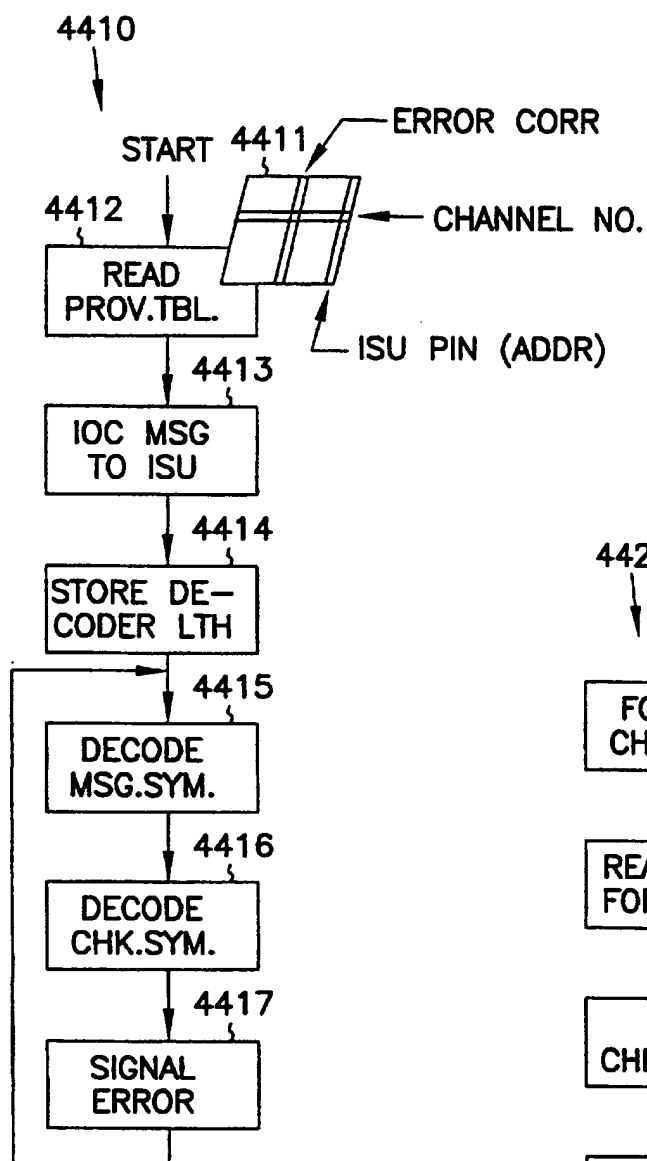 4410
START
4411
ERROR CORR
CHANNEL NO.
ISU PIN (ADDR)
4412
READ
PROV.TBL.
4413
IOC MSG
TO ISU
4414
STORE DE-
CODER LTH
4415
DECODE
MSG.SYM.
4416
DECODE
CHK.SYM.
4417
SIGNAL
ERROR
442